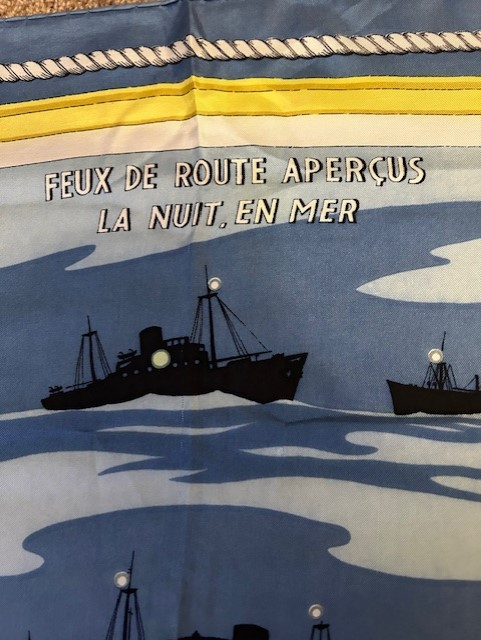 FEUX DE ROUTE APERÇUS
LA NUIT, EN MER